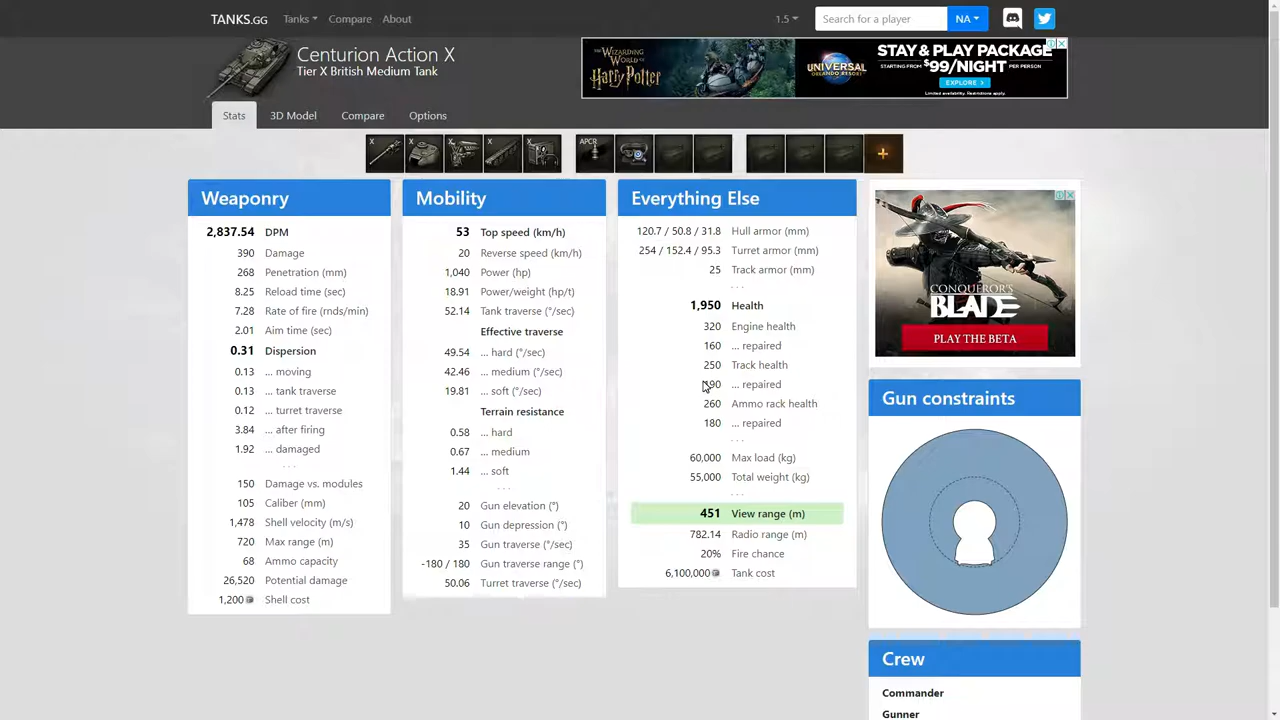 TANKS.GG Tanks Compare About 1.5 Search for a player NA
Centurion Action X
Tier X British Medium Tank
THE WIZARDING WORLD OF Harry Potter UNIVERSAL ORLANDO RESORT STAY & PLAY PACKAGE
STARTING FROM $99/NIGHT PER PERSON
EXPLORE >
Limited availability. Restrictions apply.
Stats 3D Model Compare Options
X X X X X APCR +
Weaponry
2,837.54 DPM
390 Damage
268 Penetration (mm)
8.25 Reload time (sec)
7.28 Rate of fire (rnds/min)
2.01 Aim time (sec)
0.31 Dispersion
0.13 ... moving
0.13 ... tank traverse
0.12 ... turret traverse
3.84 ... after firing
1.92 ... damaged
...
150 Damage vs. modules
105 Caliber (mm)
1,478 Shell velocity (m/s)
720 Max range (m)
68 Ammo capacity
26,520 Potential damage
1,200 Shell cost
Mobility
53 Top speed (km/h)
20 Reverse speed (km/h)
1,040 Power (hp)
18.91 Power/weight (hp/t)
52.14 Tank traverse (°/sec)
Effective traverse
49.54 ... hard (°/sec)
42.46 ... medium (°/sec)
19.81 ... soft (°/sec)
Terrain resistance
0.58 ... hard
0.67 ... medium
1.44 ... soft
...
20 Gun elevation (°)
10 Gun depression (°)
35 Gun traverse (°/sec)
-180 / 180 Gun traverse range (°)
50.06 Turret traverse (°/sec)
Everything Else
120.7 / 50.8 / 31.8 Hull armor (mm)
254 / 152.4 / 95.3 Turret armor (mm)
25 Track armor (mm)
...
1,950 Health
320 Engine health
160 ... repaired
250 Track health
... repaired
260 Ammo rack health
180 ... repaired
...
60,000 Max load (kg)
55,000 Total weight (kg)
...
451 View range (m)
782.14 Radio range (m)
20% Fire chance
6,100,000 Tank cost
CONQUEROR'S
BLADE
PLAY THE BETA
Gun constraints
Crew
Commander
Gunner